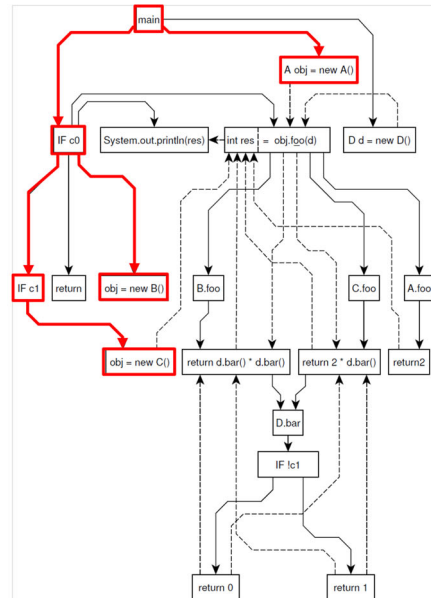 main
A obj = new A()
IF c0
System.out.println(res)
int res = obj.foo(d)
D d = new D()
IF c1
return
obj = new B()
B.foo
C.foo
A.foo
obj = new C()
return d.bar() * d.bar()
return 2 * d.bar()
return2
D.bar
IF !c1
return 0
return 1